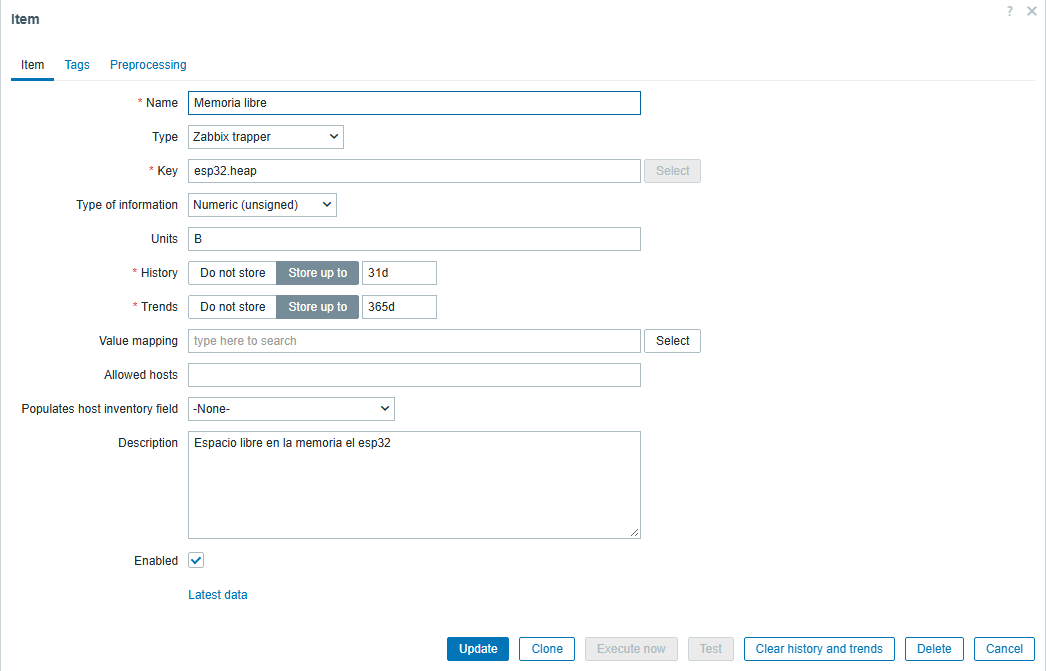 Item
? ×
Item Tags Preprocessing
* Name Memoria libre
Type Zabbix trapper
* Key esp32.heap Select
Type of information Numeric (unsigned)
Units B
* History Do not store Store up to 31d
* Trends Do not store Store up to 365d
Value mapping type here to search Select
Allowed hosts
Populates host inventory field -None-
Description Espacio libre en la memoria el esp32
Enabled
Latest data
Update Clone Execute now Test Clear history and trends Delete Cancel